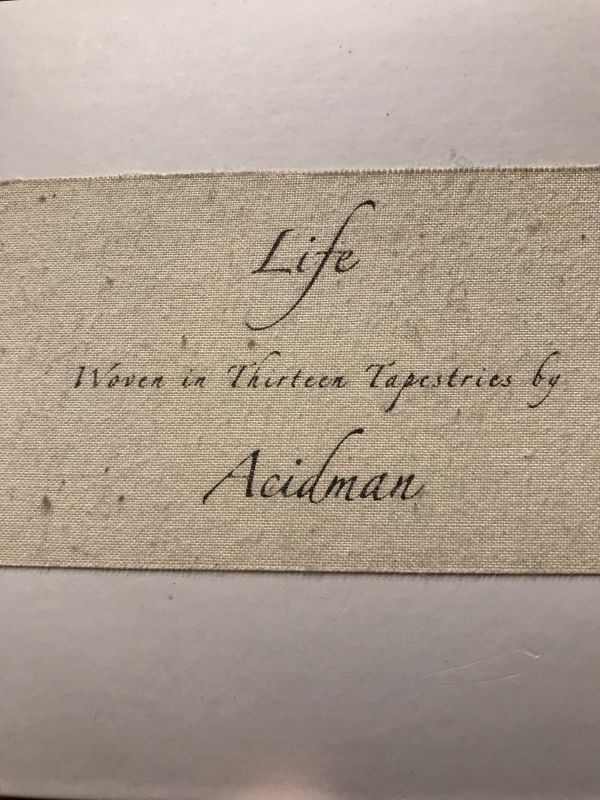 Life
Woven in Thirteen Tapestries by
Acidman